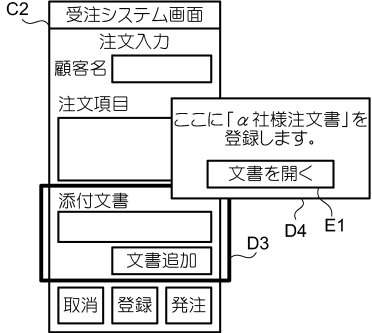 C2
受注システム画面
注文入力
顧客名
注文項目
ここに「α社様注文書」を
登録します。
文書を開く
E1
D4
添付文書
文書追加
D3
取消
登録
発注